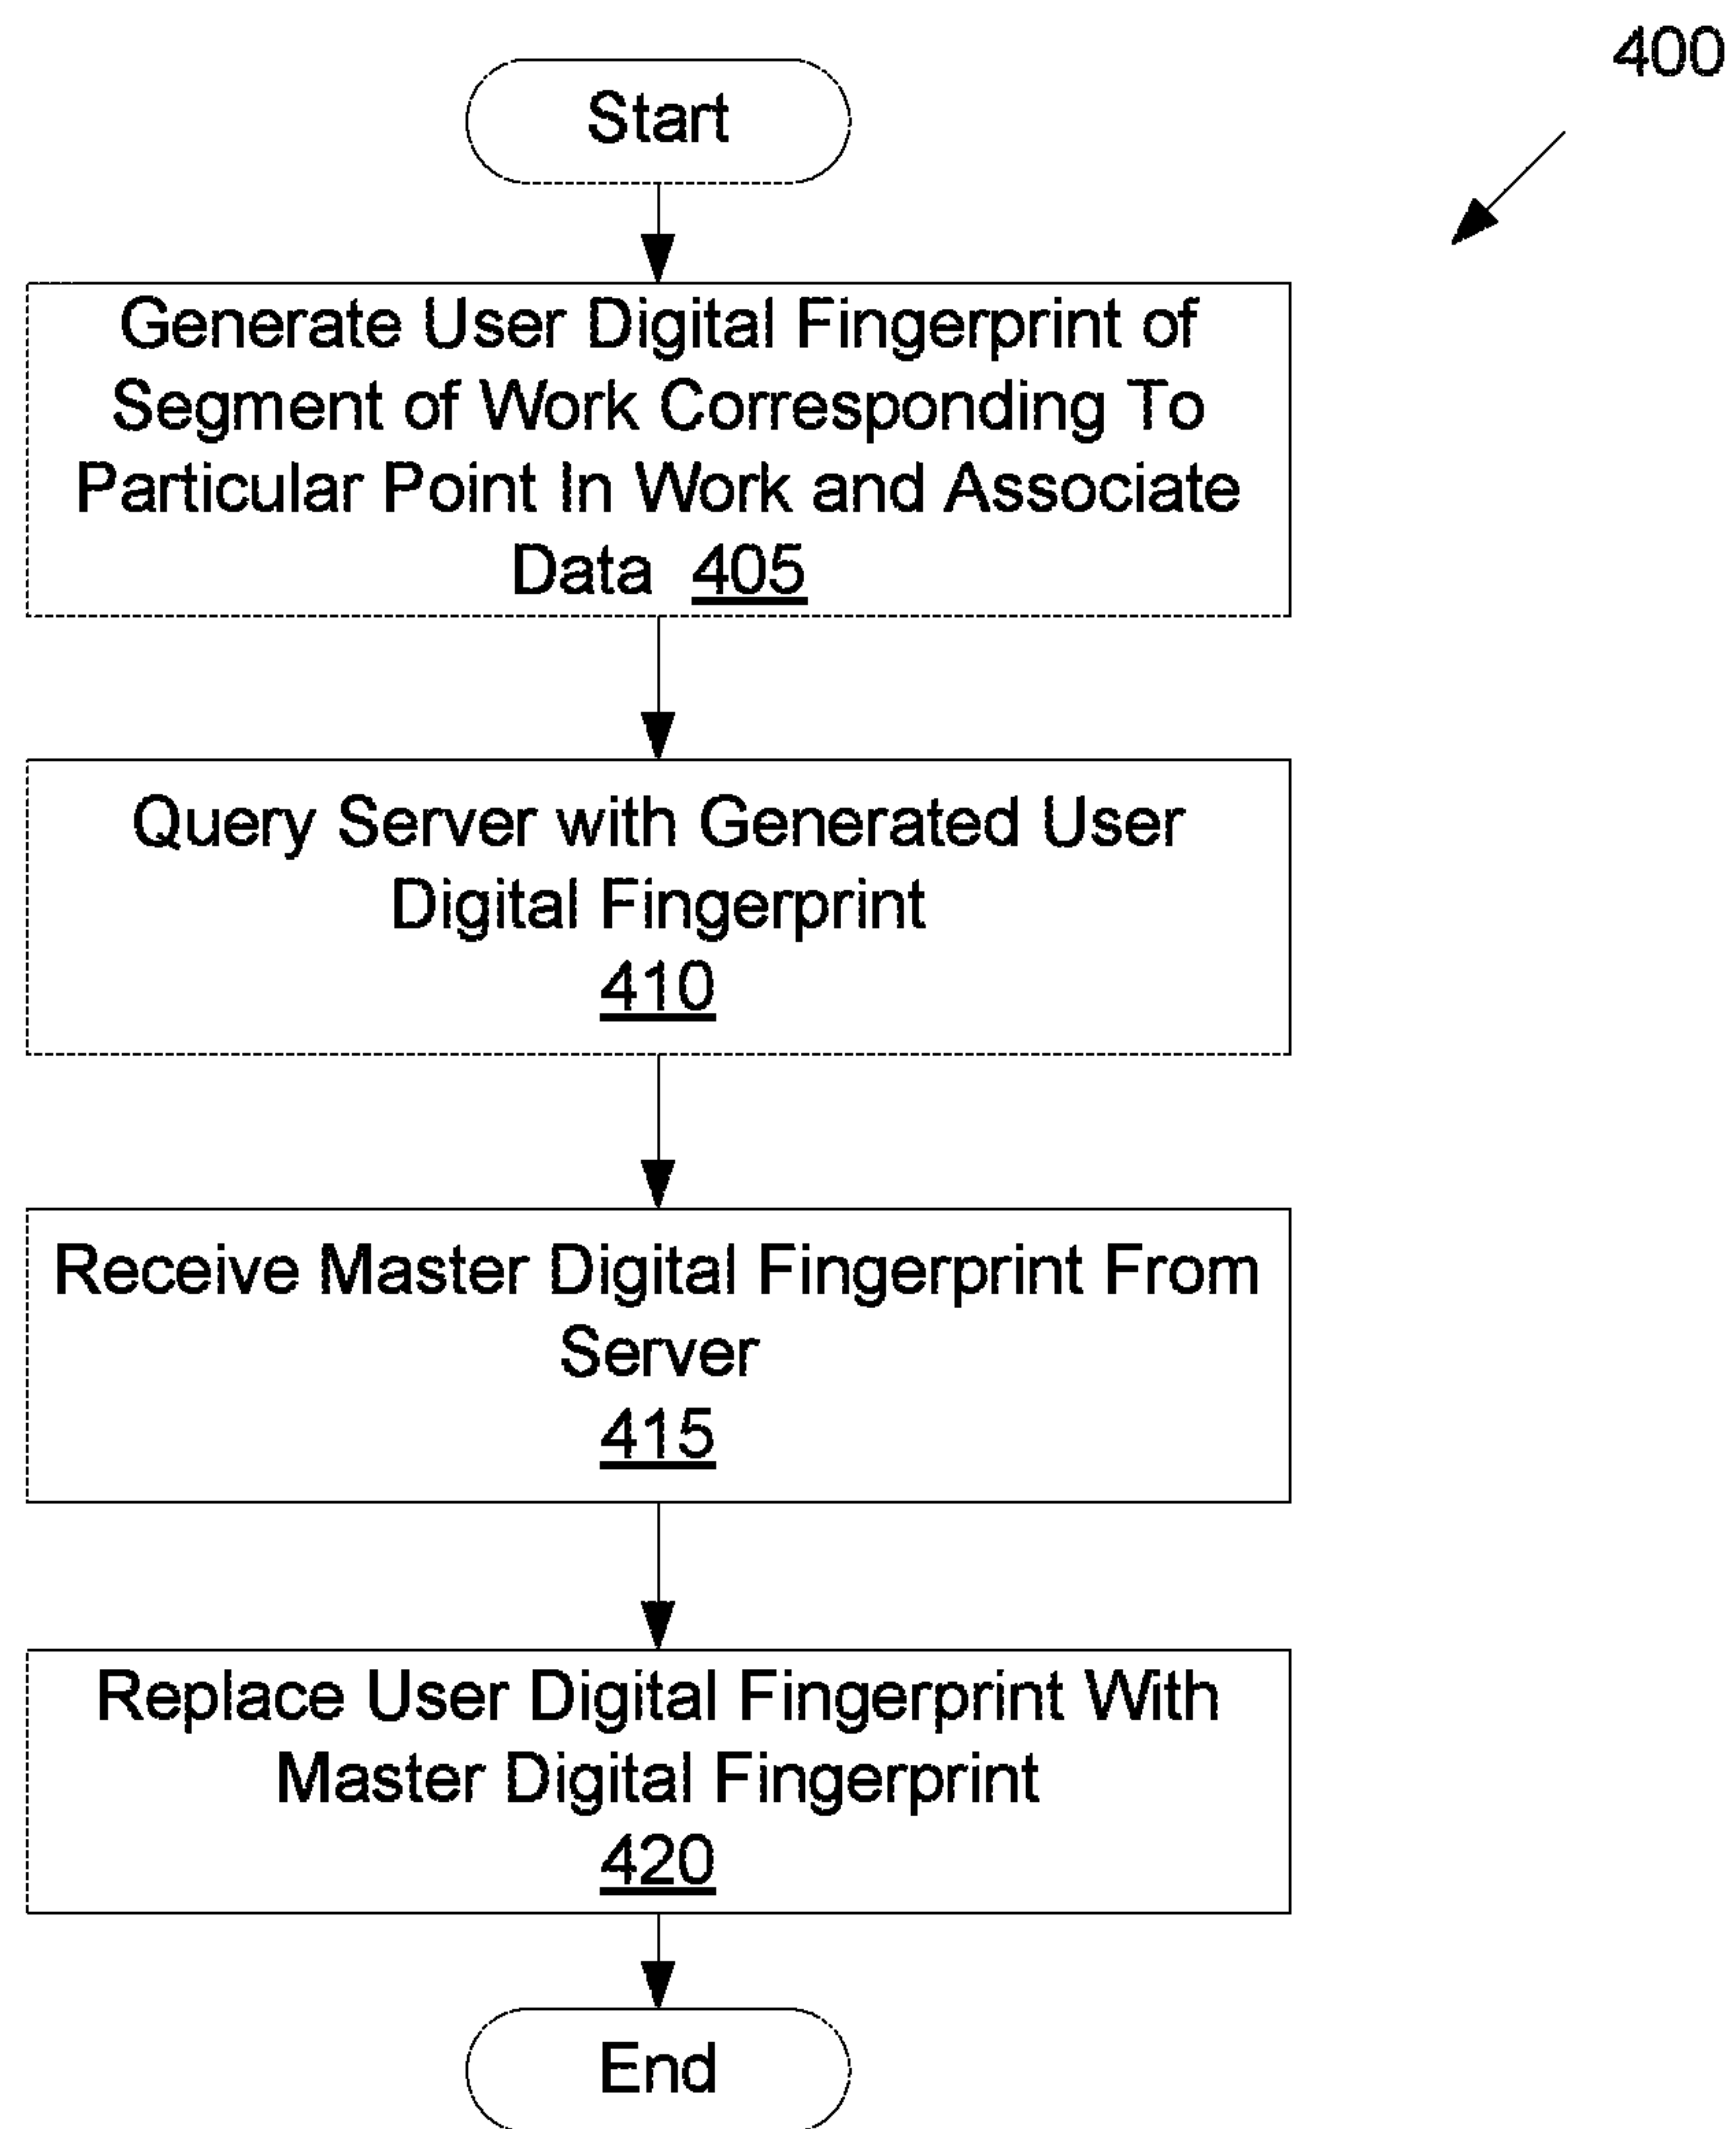 400
Start
Generate User Digital Fingerprint of
Segment of Work Corresponding To
Particular Point In Work and Associate
Data 405
Query Server with Generated User
Digital Fingerprint
410
Receive Master Digital Fingerprint From
Server
415
Replace User Digital Fingerprint With
Master Digital Fingerprint
420
End